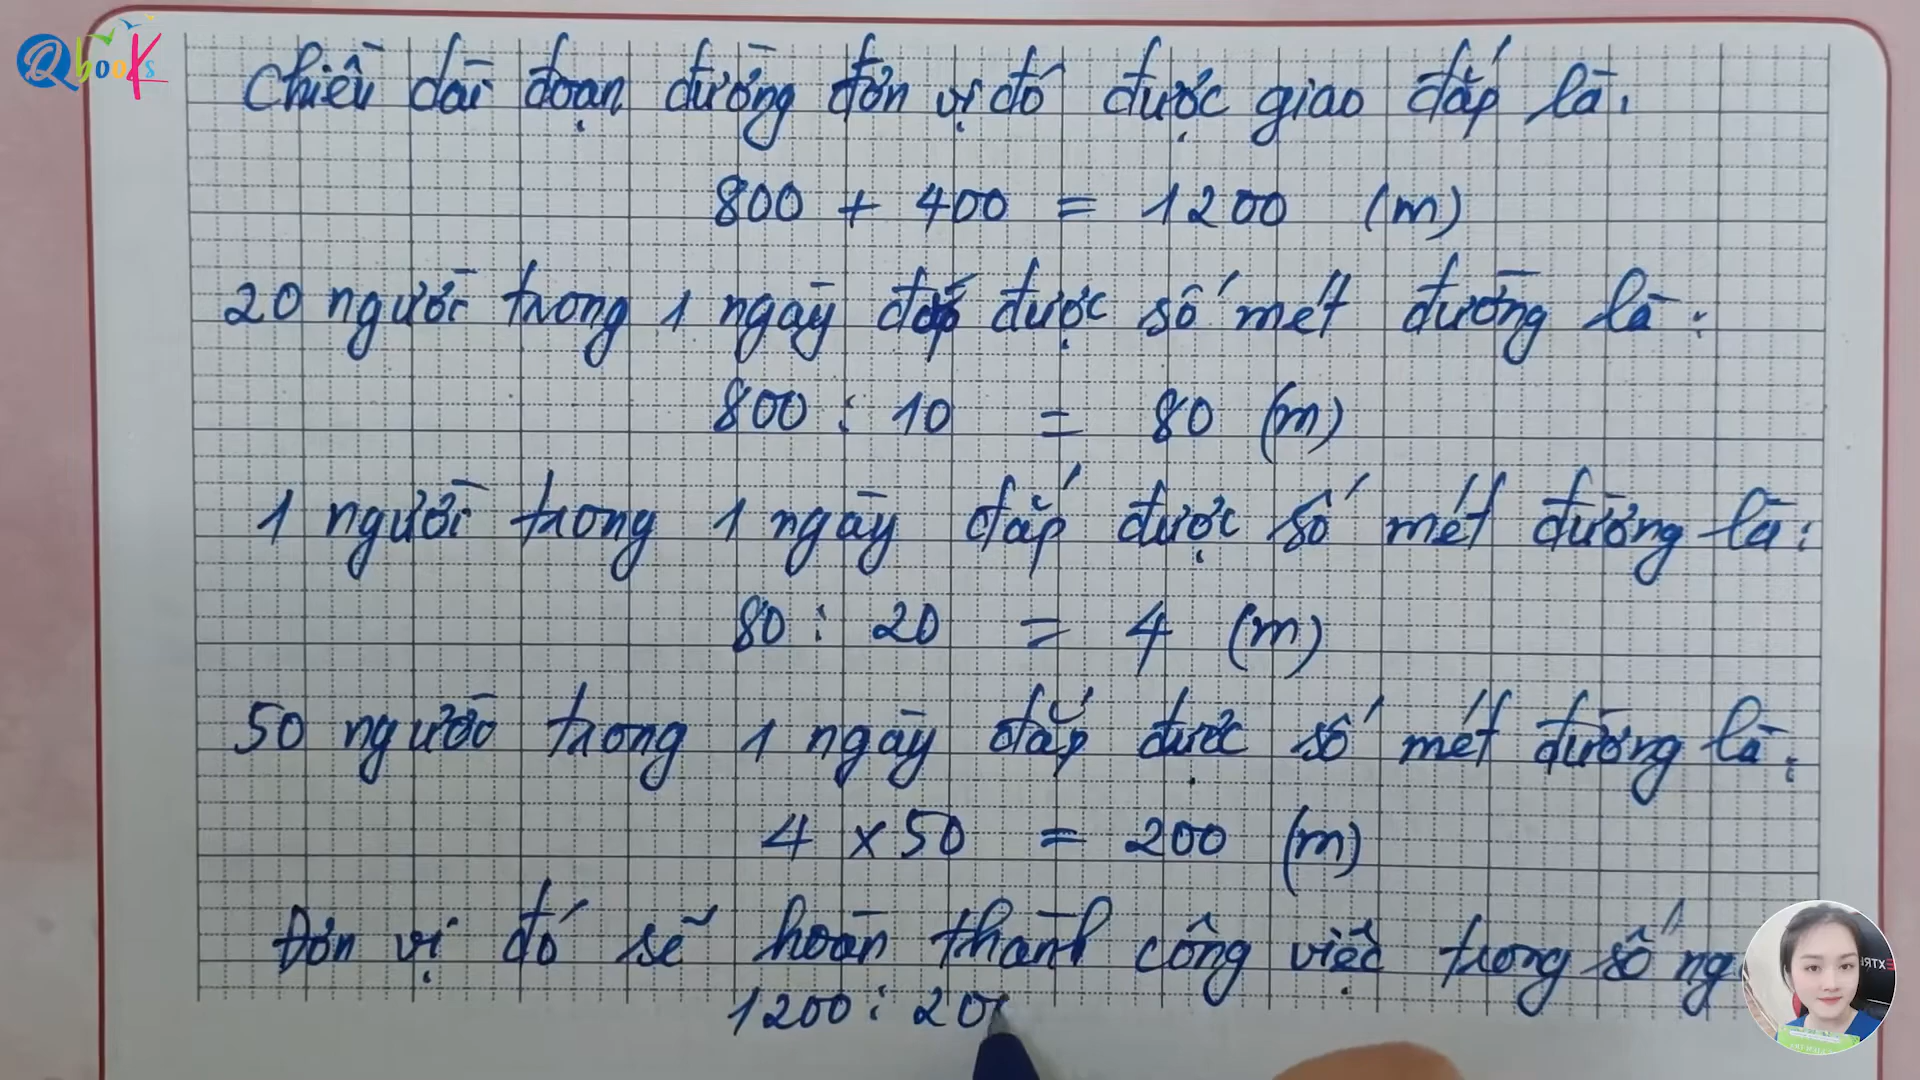 Qbooks
Chiều dài đoạn đường đơn vị đó được giao đắp là:
800 + 400 = 1200 (m)
20 người trong 1 ngày đắp được số mét đường là:
800 : 10 = 80 (m)
1 người trong 1 ngày đắp được số mét đường là:
80 : 20 = 4 (m)
50 người trong 1 ngày đắp được số mét đường là:
4 x 50 = 200 (m)
Đơn vị đó sẽ hoàn thành công việc trong số ng
1200 : 200